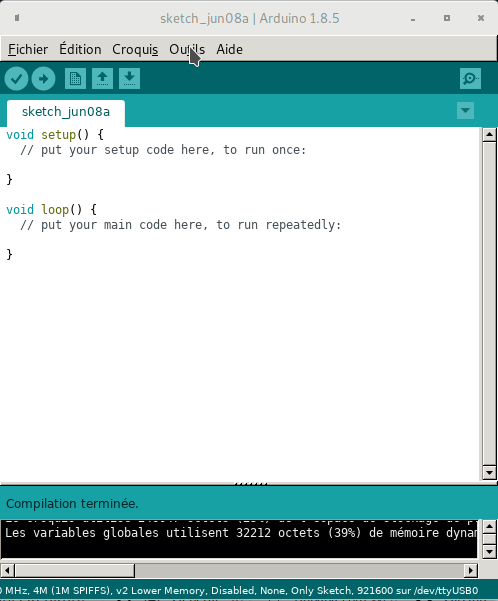 sketch_jun08a | Arduino 1.8.5
Fichier Édition Croquis Outils Aide
sketch_jun08a
void setup() {
// put your setup code here, to run once:
}
void loop() {
// put your main code here, to run repeatedly:
}
Compilation terminée.
Les variables globales utilisent 32212 octets (39%) de mémoire dynam
0 MHz, 4M (1M SPIFFS), v2 Lower Memory, Disabled, None, Only Sketch, 921600 sur /dev/ttyUSB0